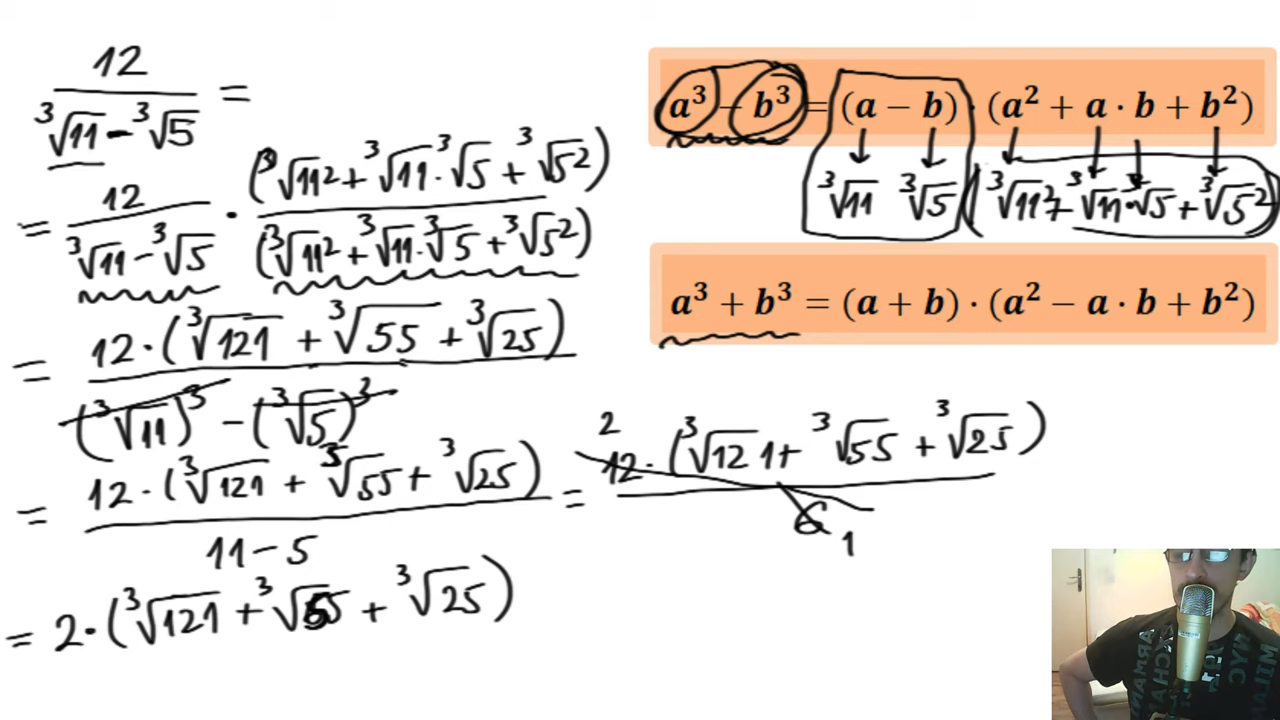 12 / (∛11 − ∛5) =
= 12 / (∛11 − ∛5) · (∛11² + ∛11 · ∛5 + ∛5²) / (∛11² + ∛11 · ∛5 + ∛5²)
= 12 · (∛121 + ∛55 + ∛25) / ((∛11)³ − (∛5)³)
= 12 · (∛121 + ∛55 + ∛25) / (11 − 5) = 2 12 · (∛121 + ∛55 + ∛25) / 6 1
= 2 · (∛121 + ∛55 + ∛25)
a³ − b³ = (a − b) · (a² + a · b + b²)
∛11 ∛5 (∛11² + ∛11 · ∛5 + ∛5²)
a³ + b³ = (a + b) · (a² − a · b + b²)